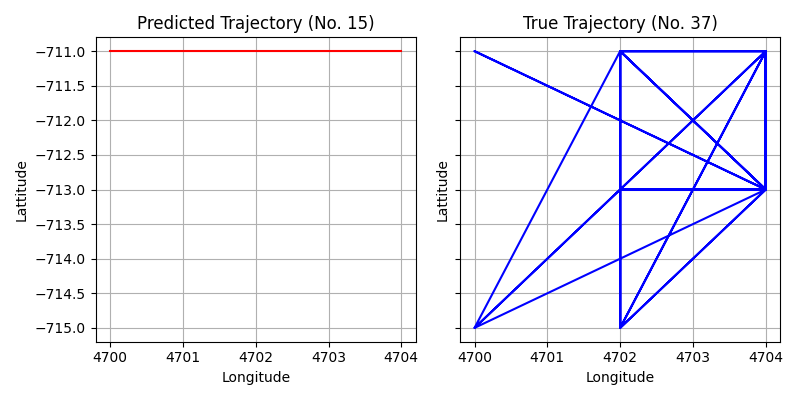 Predicted Trajectory (No. 15)
Lattitude
−711.0
−711.5
−712.0
−712.5
−713.0
−713.5
−714.0
−714.5
−715.0
4700 4701 4702 4703 4704
Longitude
True Trajectory (No. 37)
Lattitude
4700 4701 4702 4703 4704
Longitude